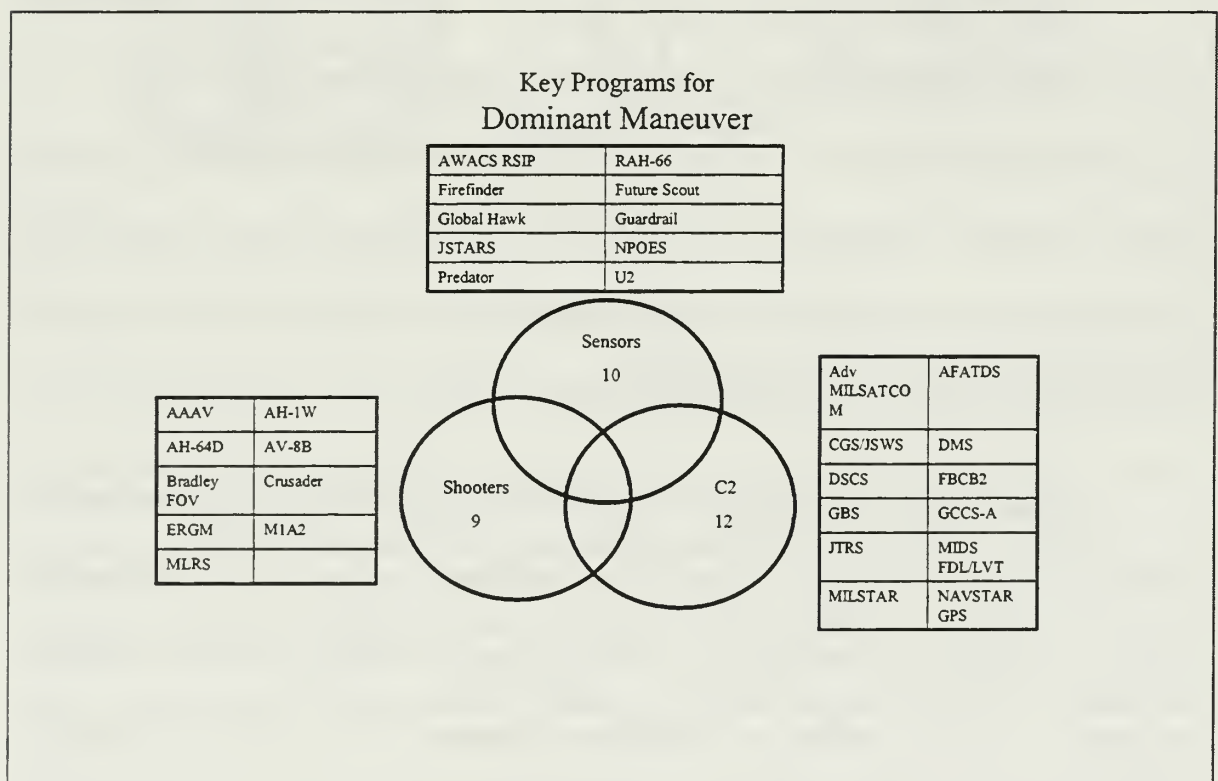 Key Programs for
Dominant Maneuver
AWACS RSIP RAH-66
Firefinder Future Scout
Global Hawk Guardrail
JSTARS NPOES
Predator U2
Sensors
10
AAAV AH-1W
AH-64D AV-8B
Bradley Crusader
FOV
ERGM M1A2
MLRS
Shooters
9
C2
12
Adv AFATDS
MILSATCO
M
CGS/JSWS DMS
DSCS FBCB2
GBS GCCS-A
JTRS MIDS
FDL/LVT
MILSTAR NAVSTAR
GPS